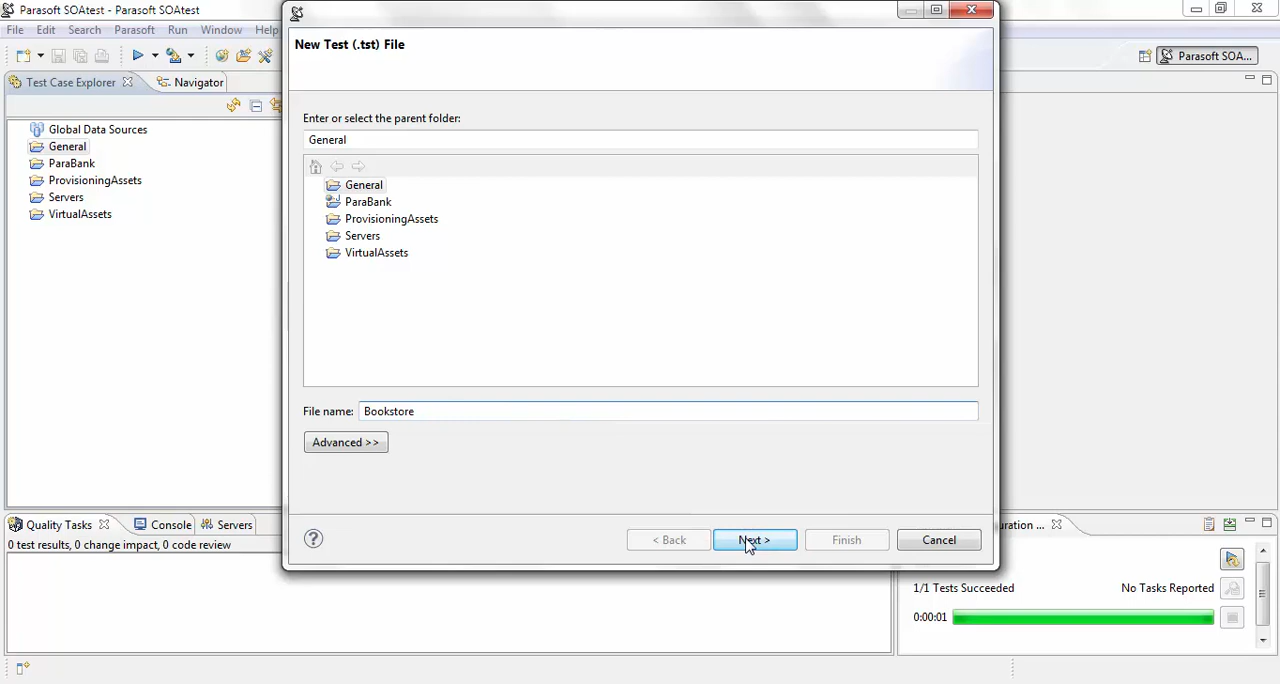 Parasoft SOAtest - Parasoft SOAtest
File Edit Search Parasoft Run Window Help
Parasoft SOA...
Test Case Explorer Navigator
Global Data Sources
General
ParaBank
ProvisioningAssets
Servers
VirtualAssets
New Test (.tst) File
Enter or select the parent folder:
General
General
ParaBank
ProvisioningAssets
Servers
VirtualAssets
File name: Bookstore
Advanced >>
< Back Next > Finish Cancel
Quality Tasks Console Servers
0 test results, 0 change impact, 0 code review
uration ...
1/1 Tests Succeeded No Tasks Reported
0:00:01